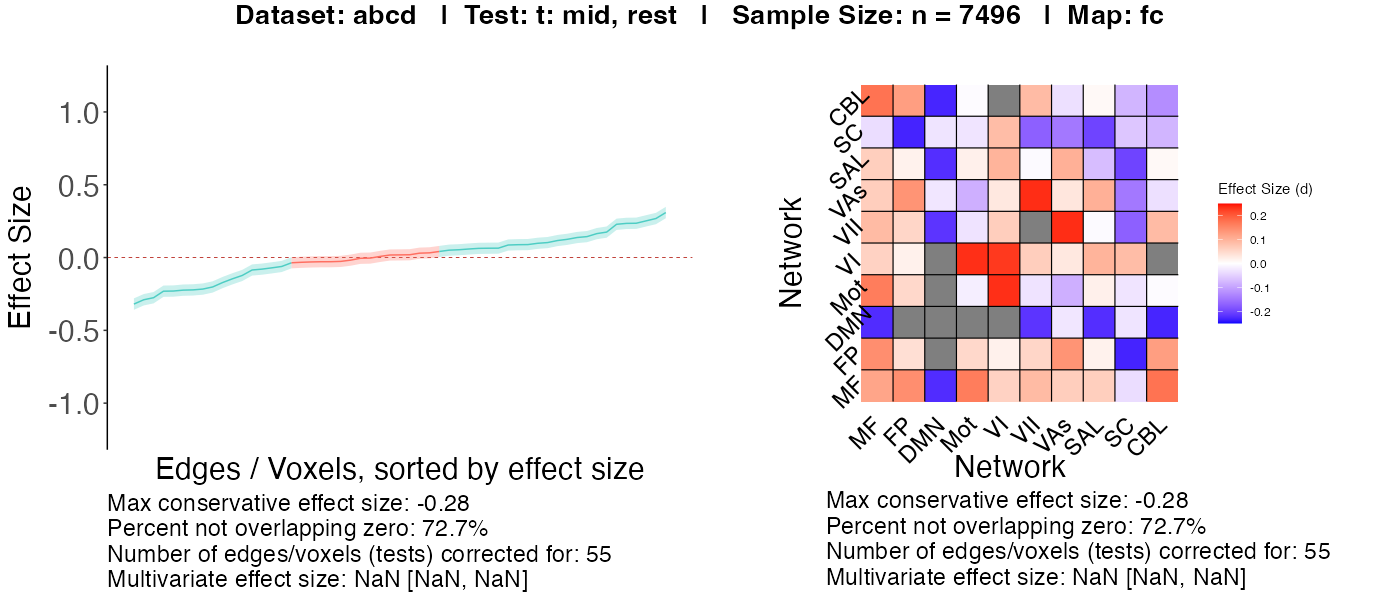 Dataset: abcd | Test: t: mid, rest | Sample Size: n = 7496 | Map: fc
Effect Size
1.0
0.5
0.0
-0.5
-1.0
Edges / Voxels, sorted by effect size
Max conservative effect size: -0.28
Percent not overlapping zero: 72.7%
Number of edges/voxels (tests) corrected for: 55
Multivariate effect size: NaN [NaN, NaN]
Network
CBL
SC
SAL
VAs
VII
VI
Mot
DMN
FP
MF
MF FP DMN Mot VI VII VAs SAL SC CBL
Network
Effect Size (d)
0.2
0.1
0.0
-0.1
-0.2
Max conservative effect size: -0.28
Percent not overlapping zero: 72.7%
Number of edges/voxels (tests) corrected for: 55
Multivariate effect size: NaN [NaN, NaN]